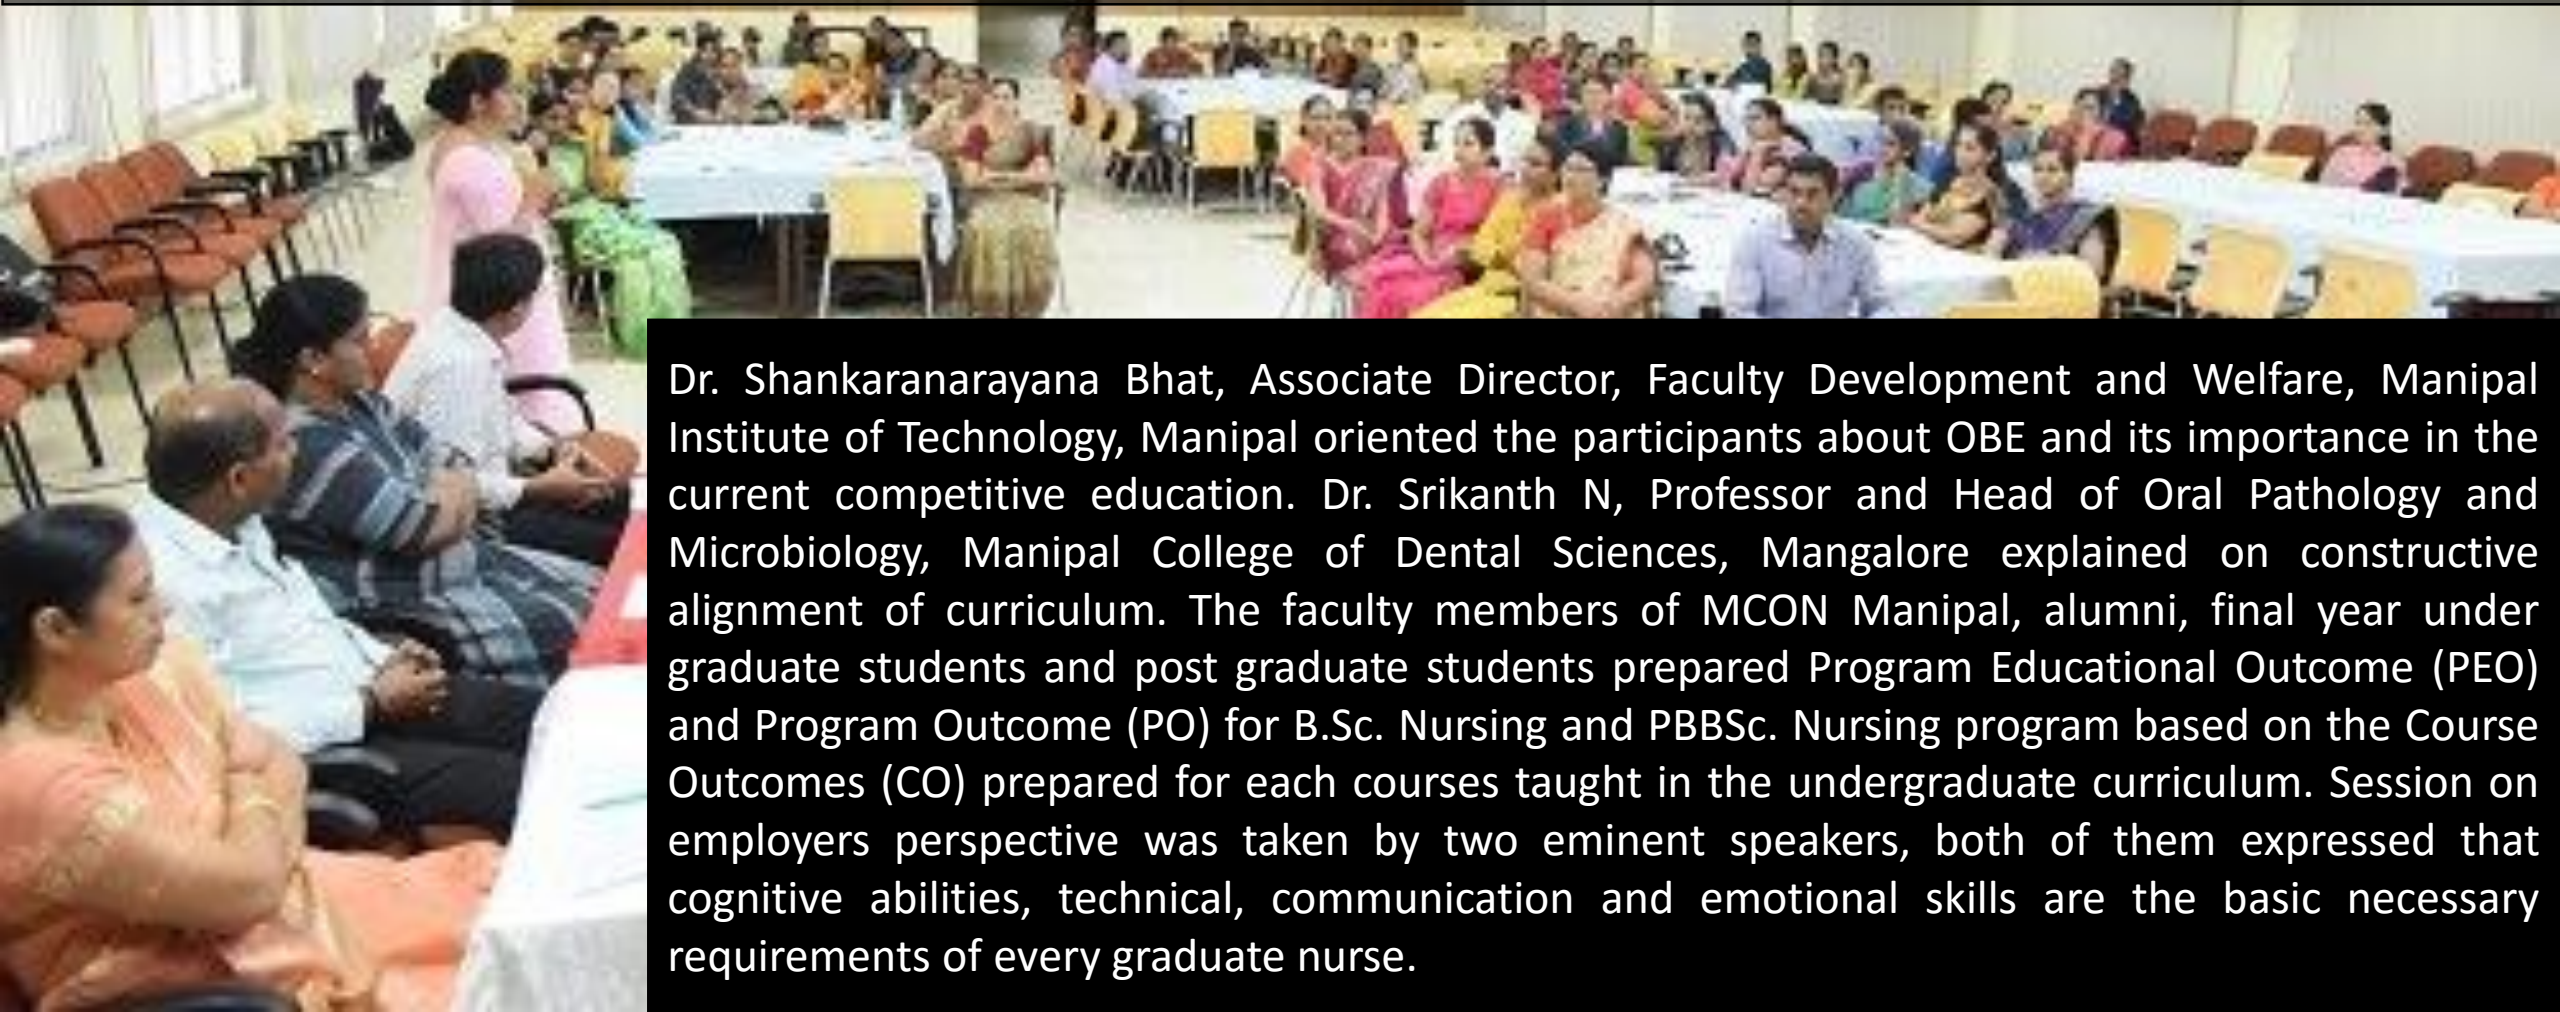 Dr. Shankaranarayana Bhat, Associate Director, Faculty Development and Welfare, Manipal
Institute of Technology, Manipal oriented the participants about OBE and its importance in the
current competitive education. Dr. Srikanth N, Professor and Head of Oral Pathology and
Microbiology, Manipal College of Dental Sciences, Mangalore explained on constructive
alignment of curriculum. The faculty members of MCON Manipal, alumni, final year under
graduate students and post graduate students prepared Program Educational Outcome (PEO)
and Program Outcome (PO) for B.Sc. Nursing and PBBSc. Nursing program based on the Course
Outcomes (CO) prepared for each courses taught in the undergraduate curriculum. Session on
employers perspective was taken by two eminent speakers, both of them expressed that
cognitive abilities, technical, communication and emotional skills are the basic necessary
requirements of every graduate nurse.